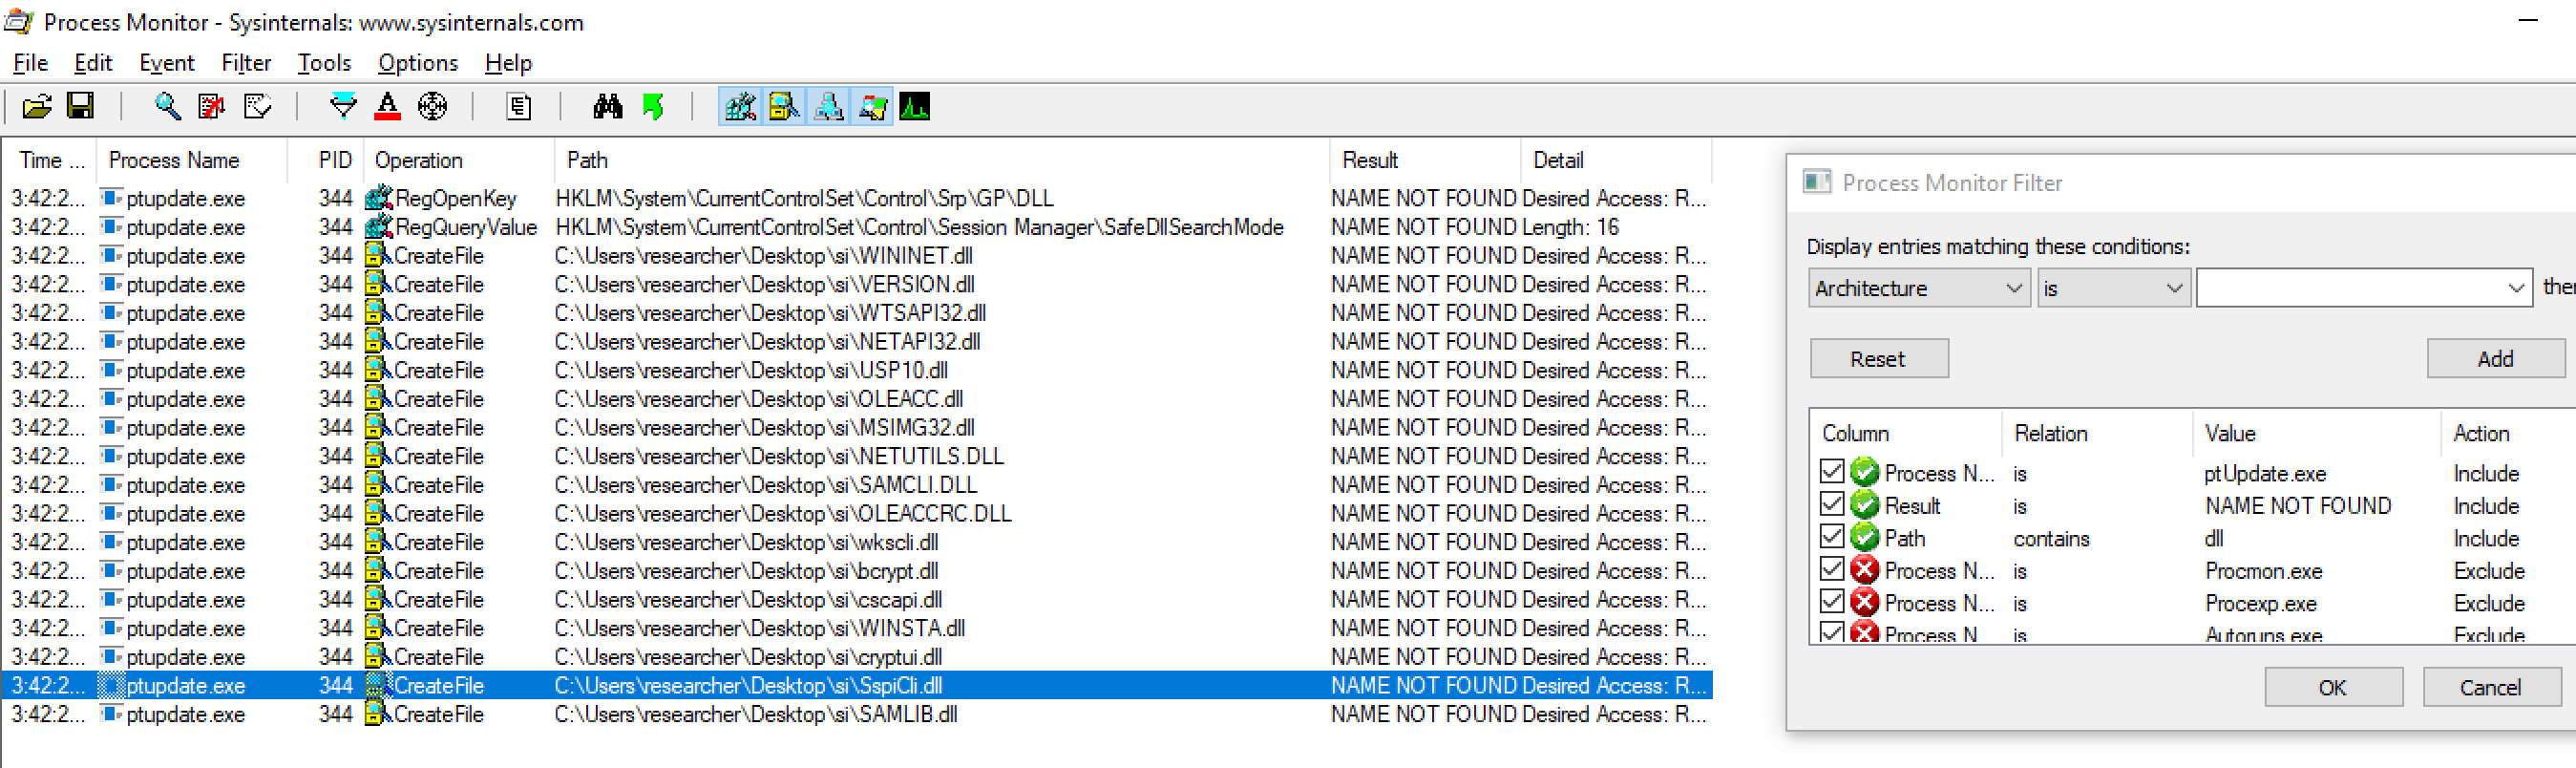 Process Monitor - Sysinternals: www.sysinternals.com
File Edit Event Filter Tools Options Help
Time ... Process Name PID Operation Path Result Detail
3:42:2... ptupdate.exe 344 RegOpenKey HKLM\System\CurrentControlSet\Control\Srp\GP\DLL NAME NOT FOUND Desired Access: R...
3:42:2... ptupdate.exe 344 RegQueryValue HKLM\System\CurrentControlSet\Control\Session Manager\SafeDllSearchMode NAME NOT FOUND Length: 16
3:42:2... ptupdate.exe 344 CreateFile C:\Users\researcher\Desktop\si\WININET.dll NAME NOT FOUND Desired Access: R...
3:42:2... ptupdate.exe 344 CreateFile C:\Users\researcher\Desktop\si\VERSION.dll NAME NOT FOUND Desired Access: R...
3:42:2... ptupdate.exe 344 CreateFile C:\Users\researcher\Desktop\si\WTSAPI32.dll NAME NOT FOUND Desired Access: R...
3:42:2... ptupdate.exe 344 CreateFile C:\Users\researcher\Desktop\si\NETAPI32.dll NAME NOT FOUND Desired Access: R...
3:42:2... ptupdate.exe 344 CreateFile C:\Users\researcher\Desktop\si\USP10.dll NAME NOT FOUND Desired Access: R...
3:42:2... ptupdate.exe 344 CreateFile C:\Users\researcher\Desktop\si\OLEACC.dll NAME NOT FOUND Desired Access: R...
3:42:2... ptupdate.exe 344 CreateFile C:\Users\researcher\Desktop\si\MSIMG32.dll NAME NOT FOUND Desired Access: R...
3:42:2... ptupdate.exe 344 CreateFile C:\Users\researcher\Desktop\si\NETUTILS.DLL NAME NOT FOUND Desired Access: R...
3:42:2... ptupdate.exe 344 CreateFile C:\Users\researcher\Desktop\si\SAMCLI.DLL NAME NOT FOUND Desired Access: R...
3:42:2... ptupdate.exe 344 CreateFile C:\Users\researcher\Desktop\si\OLEACCRC.DLL NAME NOT FOUND Desired Access: R...
3:42:2... ptupdate.exe 344 CreateFile C:\Users\researcher\Desktop\si\wkscli.dll NAME NOT FOUND Desired Access: R...
3:42:2... ptupdate.exe 344 CreateFile C:\Users\researcher\Desktop\si\bcrypt.dll NAME NOT FOUND Desired Access: R...
3:42:2... ptupdate.exe 344 CreateFile C:\Users\researcher\Desktop\si\cscapi.dll NAME NOT FOUND Desired Access: R...
3:42:2... ptupdate.exe 344 CreateFile C:\Users\researcher\Desktop\si\WINSTA.dll NAME NOT FOUND Desired Access: R...
3:42:2... ptupdate.exe 344 CreateFile C:\Users\researcher\Desktop\si\cryptui.dll NAME NOT FOUND Desired Access: R...
3:42:2... ptupdate.exe 344 CreateFile C:\Users\researcher\Desktop\si\SspiCli.dll NAME NOT FOUND Desired Access: R...
3:42:2... ptupdate.exe 344 CreateFile C:\Users\researcher\Desktop\si\SAMLIB.dll NAME NOT FOUND Desired Access: R...
Process Monitor Filter
Display entries matching these conditions:
Architecture is
Reset Add
Column Relation Value Action
Process N... is ptUpdate.exe Include
Result is NAME NOT FOUND Include
Path contains dll Include
Process N... is Procmon.exe Exclude
Process N... is Procexp.exe Exclude
Process N is Autoruns.exe Exclude
OK Cancel